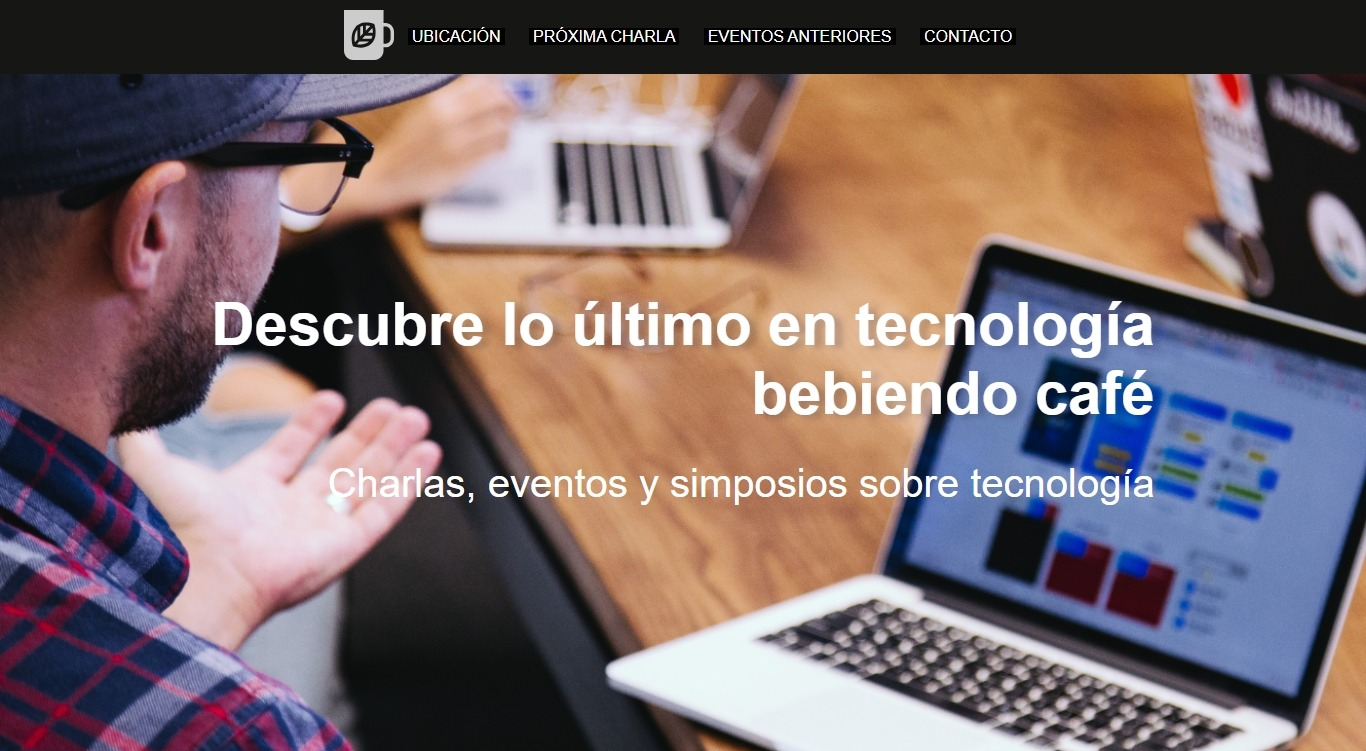 UBICACIÓN PRÓXIMA CHARLA EVENTOS ANTERIORES CONTACTO
Descubre lo último en tecnología
bebiendo café
Charlas, eventos y simposios sobre tecnología